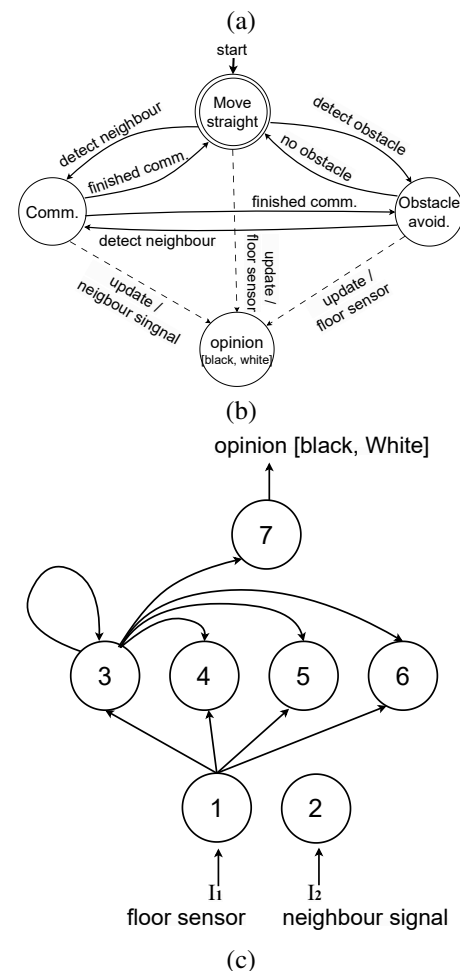 (a)
start
Move
straight
detect neighbour
detect obstacle
no obstacle
finished comm.
finished comm.
Comm.
Obstacle
avoid.
detect neighbour
update /
neigbour singnal
update /
floor sensor
update /
floor sensor
opinion
[black, white]
(b)
opinion [black, White]
7
3
4
5
6
1
2
I1
I2
floor sensor
neighbour signal
(c)